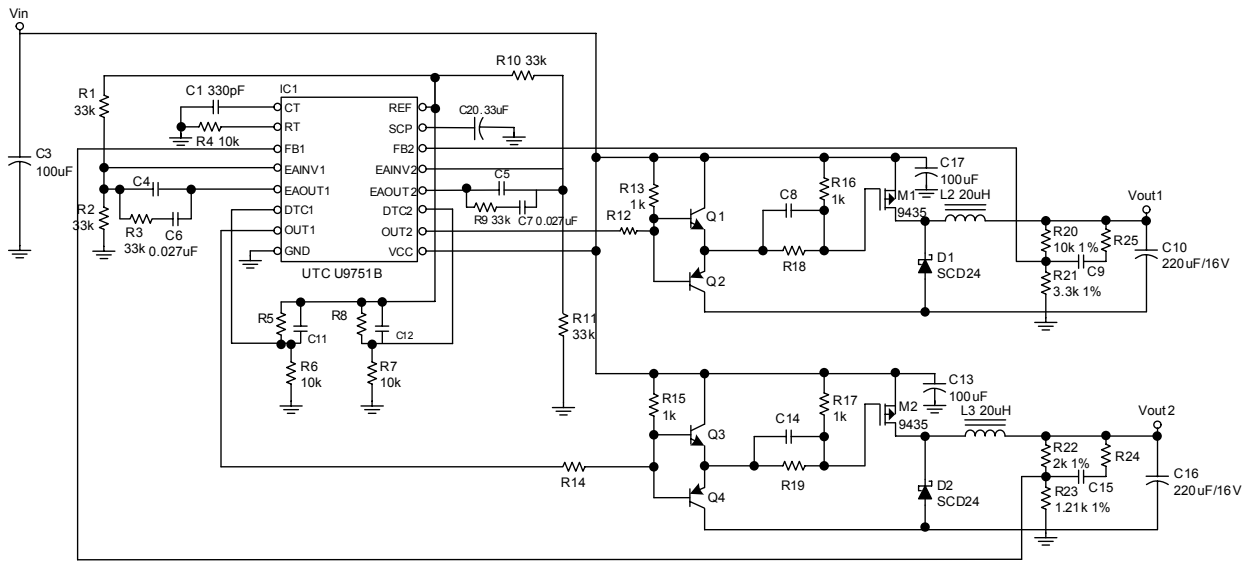 Vin
R10 33k
R1
33k
C1 330pF
IC1
CT
RT
FB1
EAINV1
EAOUT1
DTC1
OUT1
GND
REF
SCP
FB2
EAINV2
EAOUT2
DTC2
OUT2
VCC
UTC U9751B
C20.33uF
R4 10k
C3
100uF
C4
R2
33k
R3
33k
C6
0.027uF
C5
R9 33k
C7 0.027uF
R5
C11
R8
C12
R6
10k
R7
10k
R11
33k
R13
1k
R12
Q1
Q2
C8
R16
1k
R18
M1
9435
C17
100uF
L2 20uH
D1
SCD24
Vout1
R20
10k 1%
R25
C9
R21
3.3k 1%
C10
220uF/16V
R15
1k
R14
Q3
Q4
C14
R17
1k
R19
M2
9435
C13
100uF
L3 20uH
D2
SCD24
Vout2
R22
2k 1%
R24
C15
R23
1.21k 1%
C16
220uF/16V